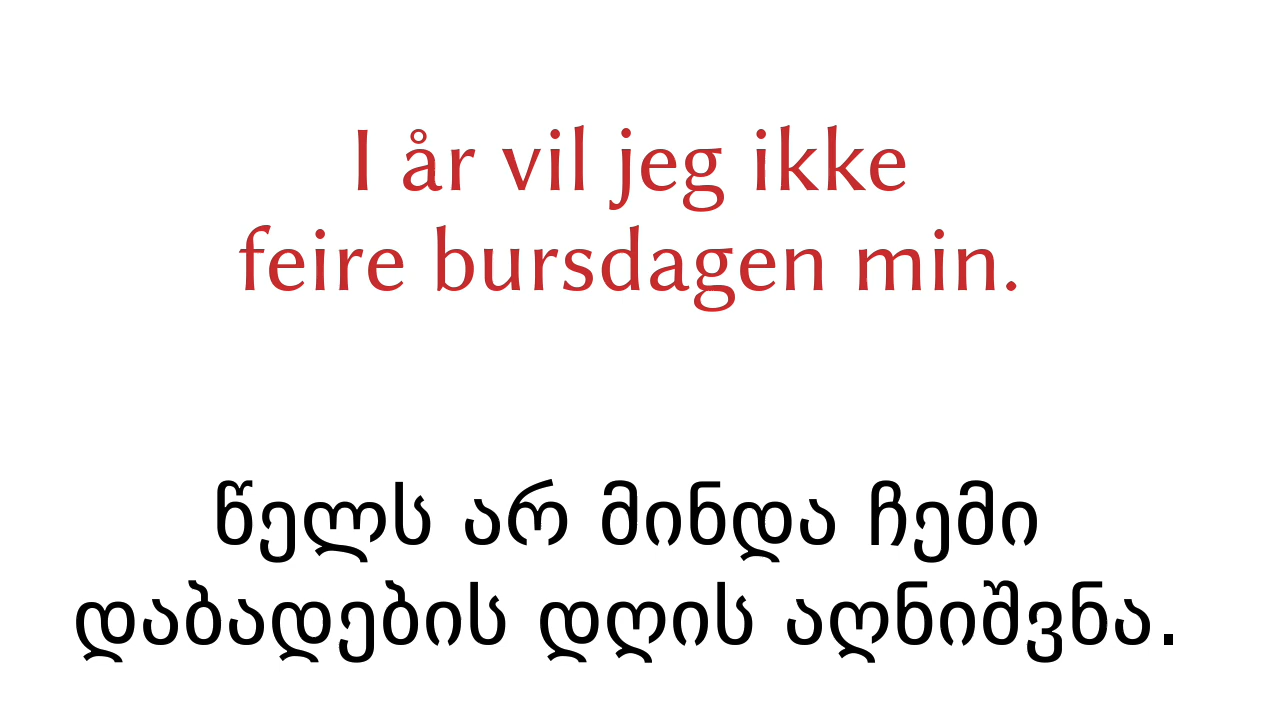 I år vil jeg ikke
feire bursdagen min.
წელს არ მინდა ჩემი
დაბადების დღის აღნიშვნა.